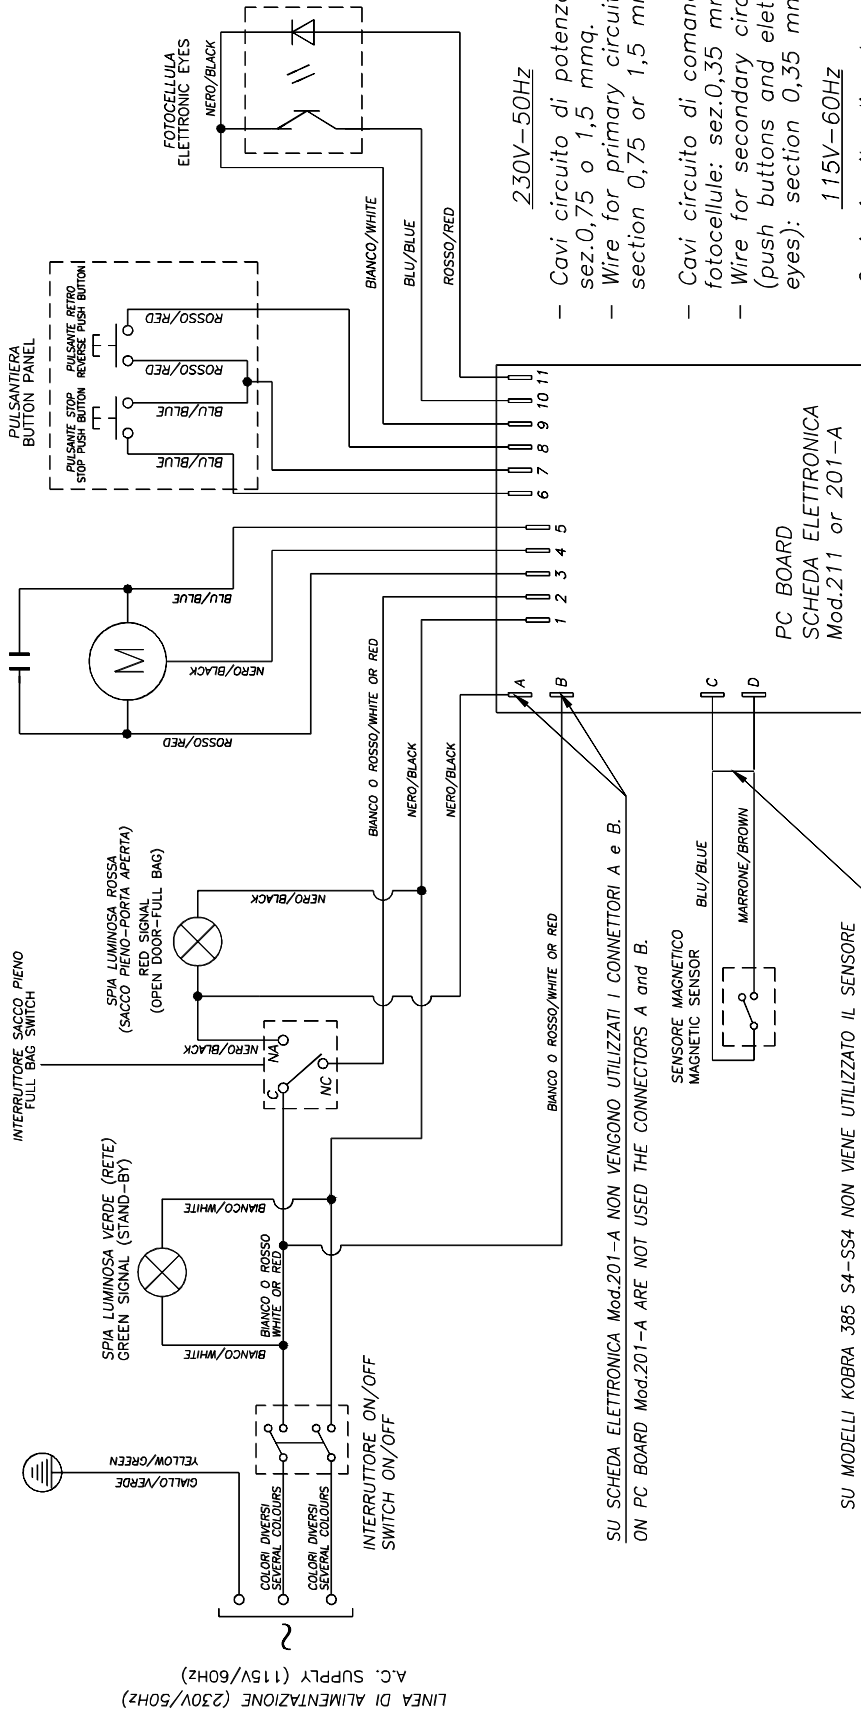 LINEA DI ALIMENTAZIONE (230V/50Hz)
A.C. SUPPLY (115V/60Hz)
~
COLORI DIVERSI
SEVERAL COLOURS
COLORI DIVERSI
SEVERAL COLOURS
GIALLO/VERDE
YELLOW/GREEN
INTERRUTTORE ON/OFF
SWITCH ON/OFF
SPIA LUMINOSA VERDE (RETE)
GREEN SIGNAL (STAND-BY)
BIANCO/WHITE
BIANCO/WHITE
BIANCO O ROSSO
WHITE OR RED
INTERRUTTORE SACCO PIENO
FULL BAG SWITCH
C
NA
NC
NERO/BLACK
SPIA LUMINOSA ROSSA
(SACCO PIENO-PORTA APERTA)
RED SIGNAL
(OPEN DOOR-FULL BAG)
NERO/BLACK
BIANCO O ROSSO/WHITE OR RED
NERO/BLACK
NERO/BLACK
BIANCO O ROSSO/WHITE OR RED
M
ROSSO/RED
NERO/BLACK
BLU/BLUE
PULSANTIERA
BUTTON PANEL
PULSANTE STOP
STOP PUSH BUTTON
PULSANTE RETRO
REVERSE PUSH BUTTON
BLU/BLUE
BLU/BLUE
ROSSO/RED
ROSSO/RED
FOTOCELLULA
ELETTRONIC EYES
NERO/BLACK
BIANCO/WHITE
BLU/BLUE
ROSSO/RED
1
2
3
4
5
6
7
8
9
10
11
A
B
C
D
PC BOARD
SCHEDA ELETTRONICA
Mod.211 or 201-A
SU SCHEDA ELETTRONICA Mod.201-A NON VENGONO UTILIZZATI I CONNETTORI A e B.
ON PC BOARD Mod.201-A ARE NOT USED THE CONNECTORS A and B.
SENSORE MAGNETICO
MAGNETIC SENSOR
BLU/BLUE
MARRONE/BROWN
SU MODELLI KOBRA 385 S4-SS4 NON VIENE UTILIZZATO IL SENSORE
230V-50Hz
- Cavi circuito di potenz
sez.0,75 o 1,5 mmq.
- Wire for primary circui
section 0,75 or 1,5 m
- Cavi circuito di coman
fotocellule: sez.0,35 m
- Wire for secondary circ
(push buttons and elet
eyes): section 0,35 mm
115V-60Hz